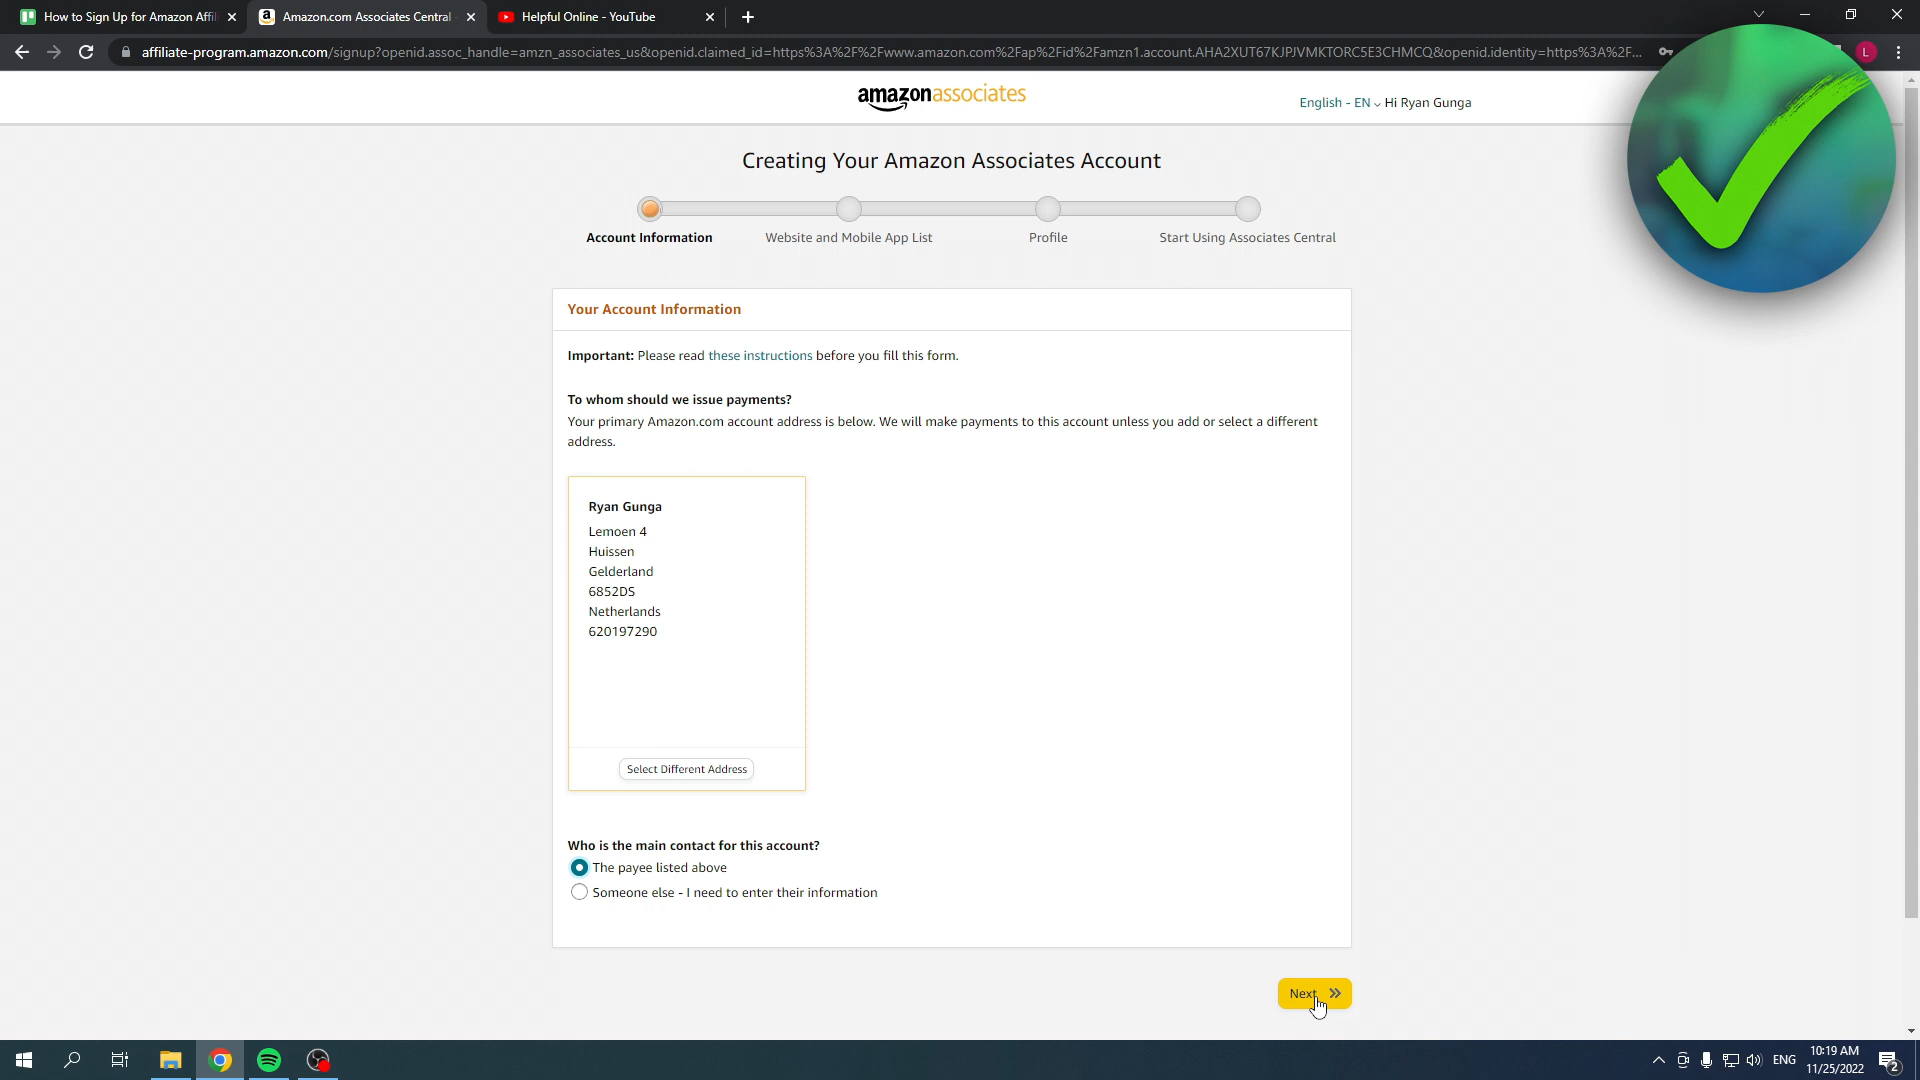 How to Sign Up for Amazon Affil
Amazon.com Associates Central
Helpful Online - YouTube
affiliate-program.amazon.com/signup?openid.assoc_handle=amzn_associates_us&openid.claimed_id=https%3A%2F%2Fwww.amazon.com%2Fap%2Fid%2Famzn1.account.AHA2XUT67KJPJVMKTORC5E3CHMCQ&openid.identity=https%3A%2F...
L
amazonassociates
English - EN Hi Ryan Gunga
Creating Your Amazon Associates Account
Account Information
Website and Mobile App List
Profile
Start Using Associates Central
Your Account Information
Important: Please read these instructions before you fill this form.
To whom should we issue payments?
Your primary Amazon.com account address is below. We will make payments to this account unless you add or select a different
address.
Ryan Gunga
Lemoen 4
Huissen
Gelderland
6852DS
Netherlands
620197290
Select Different Address
Who is the main contact for this account?
The payee listed above
Someone else - I need to enter their information
Next
ENG
10:19 AM
11/25/2022
2